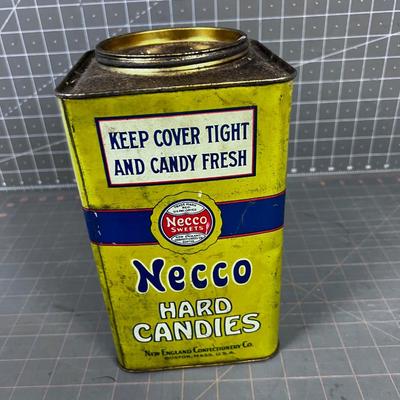 KEEP COVER TIGHT
AND CANDY FRESH
Necco
SWEETS
Necco
HARD
CANDIES
NEW ENGLAND CONFECTIONERY CO.
BOSTON, MASS. U.S.A.